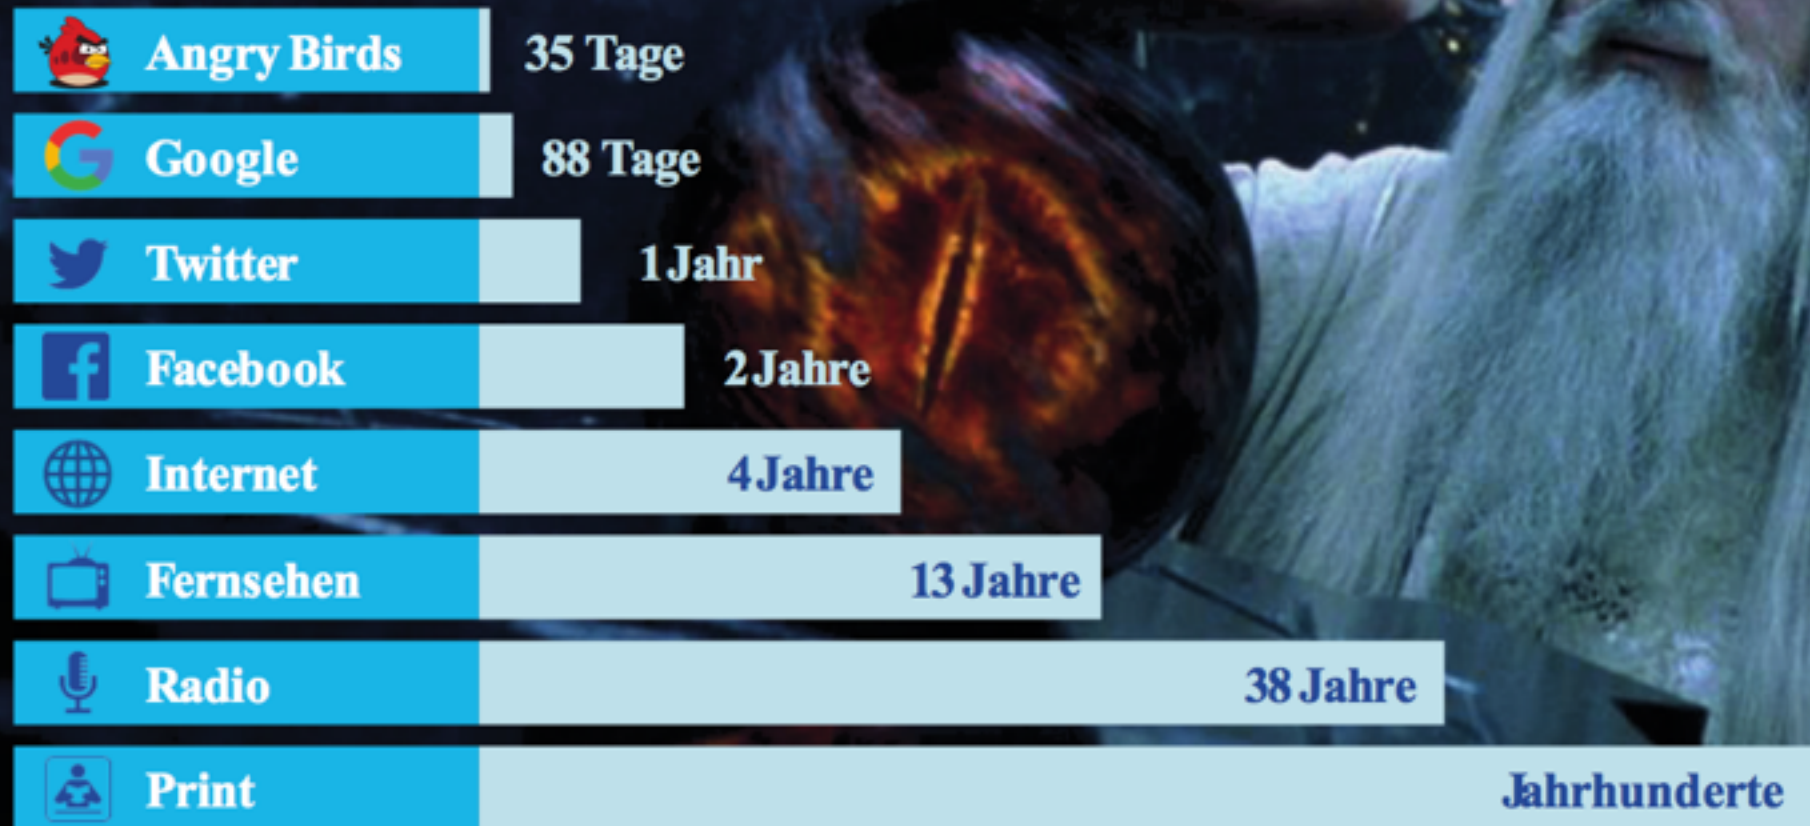 Angry Birds 35 Tage
Google 88 Tage
Twitter 1 Jahr
Facebook 2 Jahre
Internet 4 Jahre
Fernsehen 13 Jahre
Radio 38 Jahre
Print Jahrhunderte